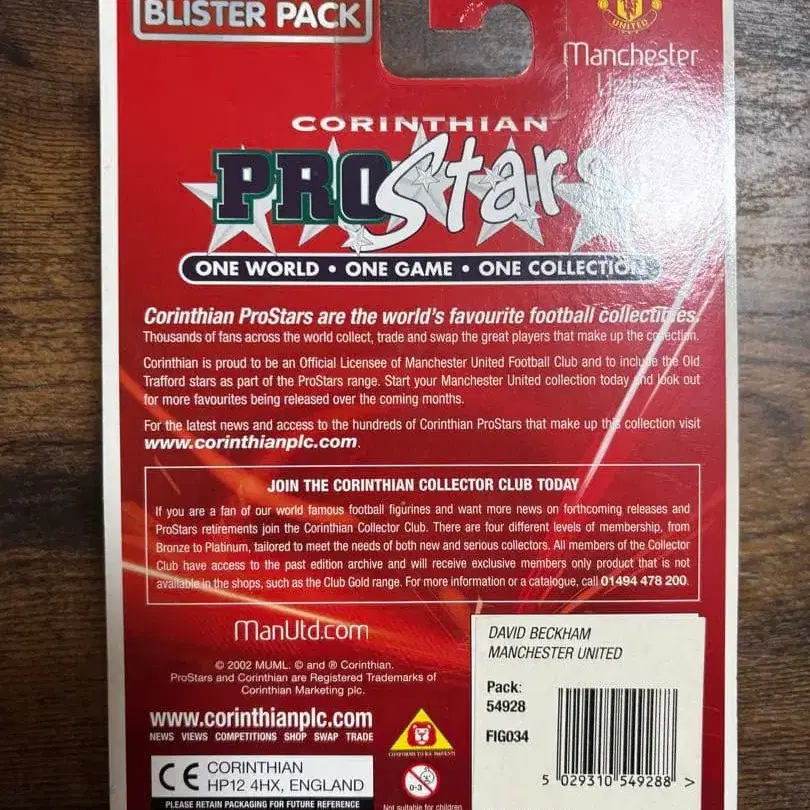 BLISTER PACK
UNITED
Manchester
CORINTHIAN
PROStars
ONE WORLD • ONE GAME • ONE COLLECTION
Corinthian ProStars are the world's favourite football collectibles.
Thousands of fans across the world collect, trade and swap the great players that make up the collection.
Corinthian is proud to be an Official Licensee of Manchester United Football Club and to include the Old
Trafford stars as part of the ProStars range. Start your Manchester United collection today and look out
for more favourites being released over the coming months.
For the latest news and access to the hundreds of Corinthian ProStars that make up this collection visit
www.corinthianplc.com.
JOIN THE CORINTHIAN COLLECTOR CLUB TODAY
If you are a fan of our world famous football figurines and want more news on forthcoming releases and
ProStars retirements join the Corinthian Collector Club. There are four different levels of membership, from
Bronze to Platinum, tailored to meet the needs of both new and serious collectors. All members of the Collector
Club have access to the past edition archive and will receive exclusive members only product that is not
available in the shops, such as the Club Gold range. For more information or a catalogue, call 01494 478 200.
ManUtd.com
© 2002 MUML. © and ® Corinthian.
ProStars and Corinthian are Registered Trademarks of
Corinthian Marketing plc.
www.corinthianplc.com
NEWS VIEWS COMPETITIONS SHOP SWAP TRADE
CE CORINTHIAN
HP12 4HX, ENGLAND
PLEASE RETAIN PACKAGING FOR FUTURE REFERENCE
CONFORMS TO B.S. 5665/EN71
0-3
Not suitable for children
DAVID BECKHAM
MANCHESTER UNITED
Pack:
54928
FIG034
5 029310 549288 >